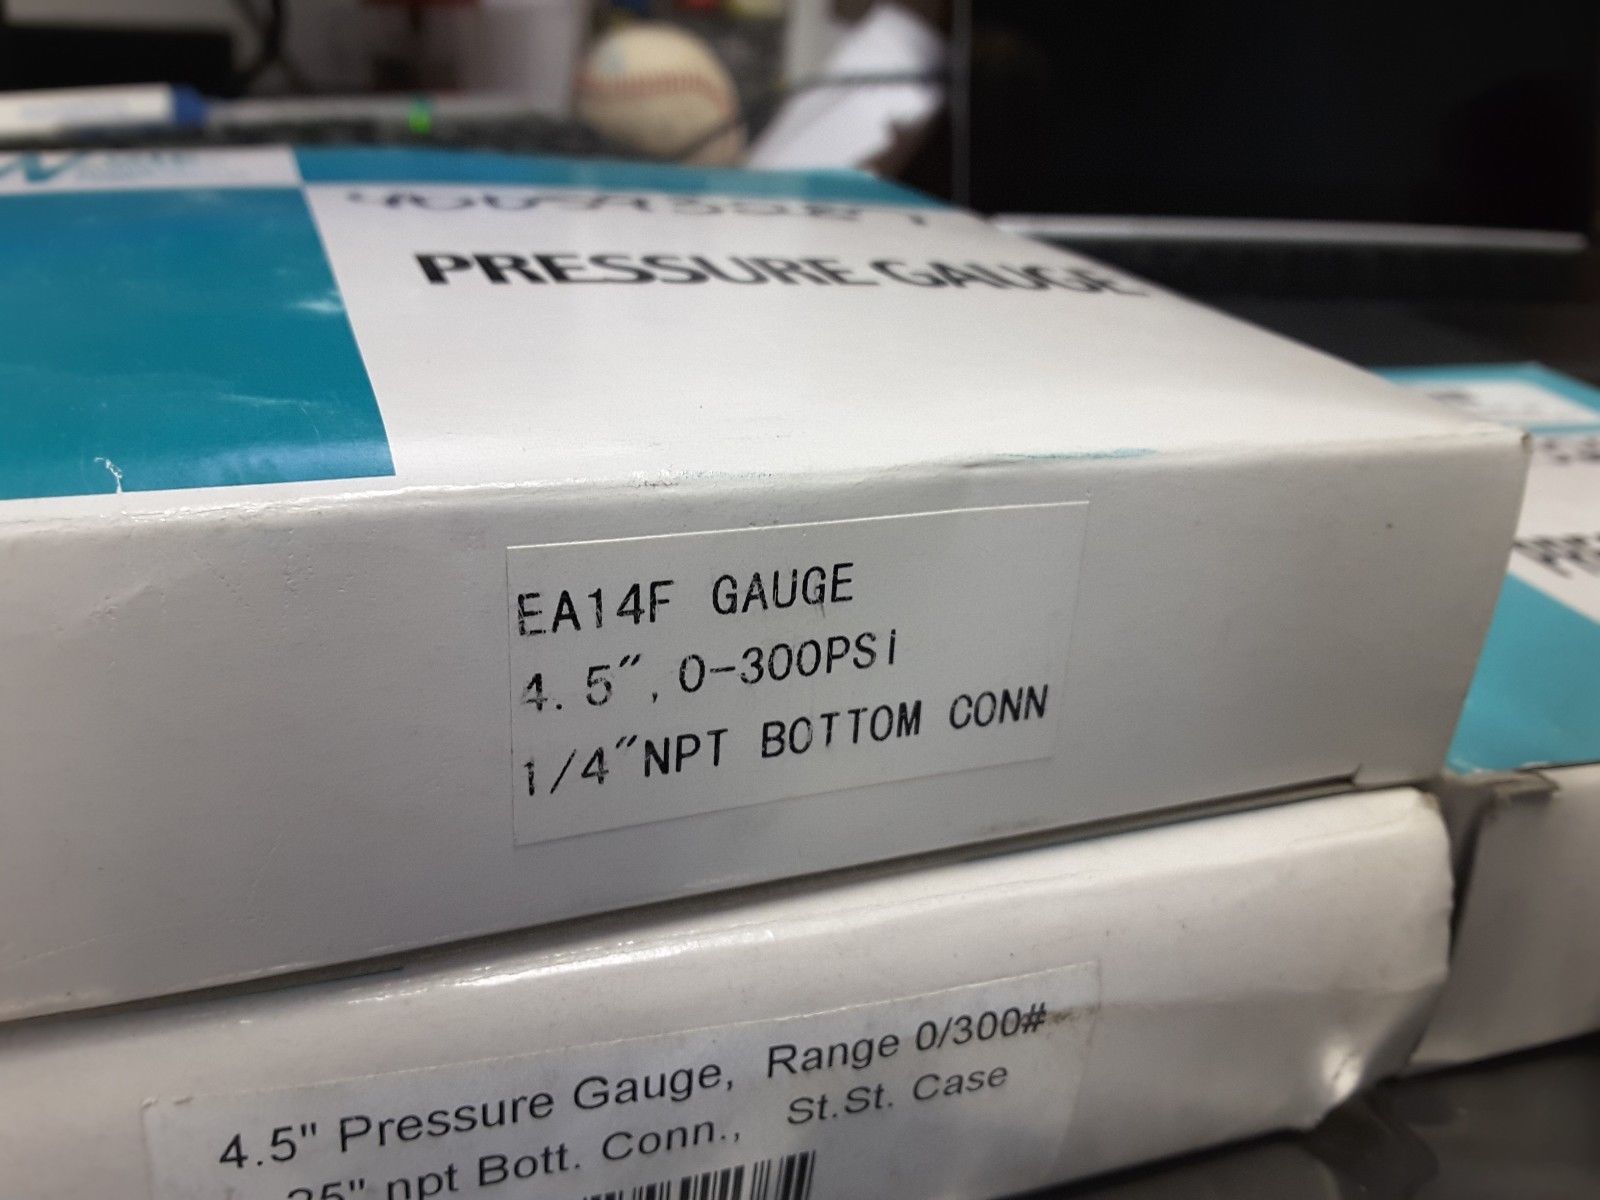 PRESSURE GAUGE
EA14F GAUGE
4.5", 0-300PSi
1/4"NPT BOTTOM CONN
4.5" Pressure Gauge, Range 0/300#
25" npt Bott. Conn., St.St. Case